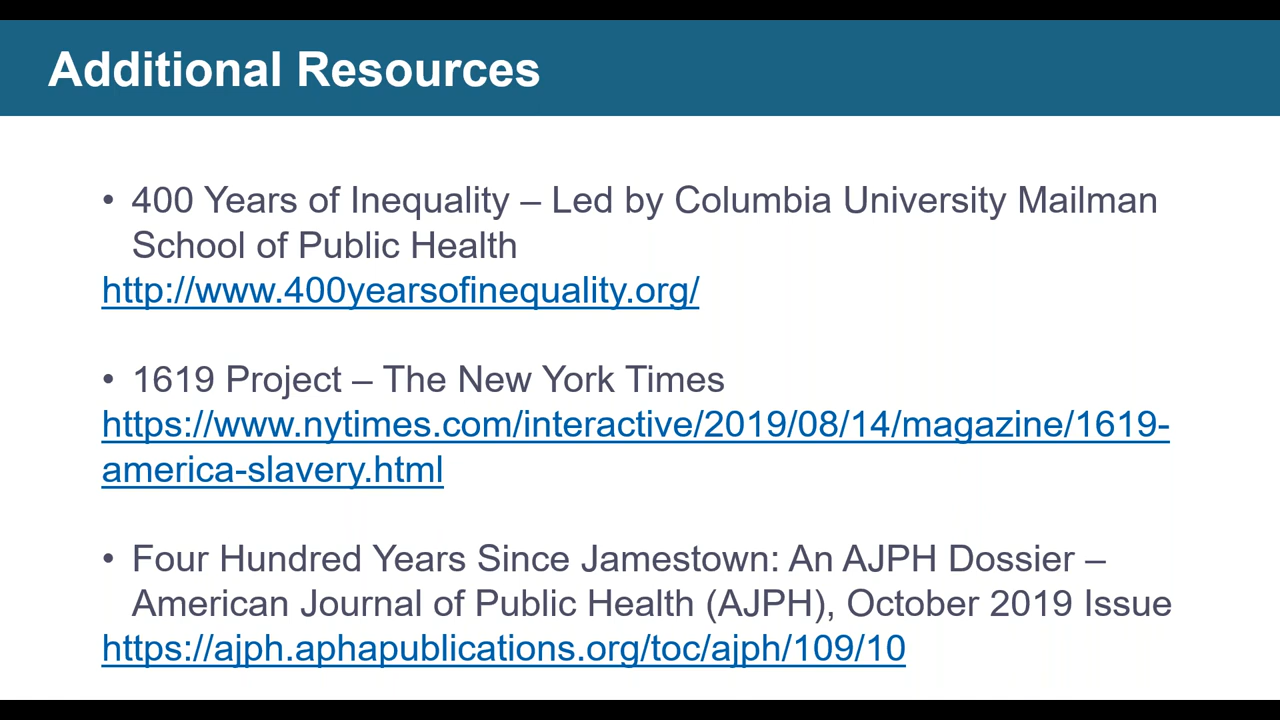 Additional Resources
• 400 Years of Inequality – Led by Columbia University Mailman
School of Public Health
http://www.400yearsofinequality.org/
• 1619 Project – The New York Times
https://www.nytimes.com/interactive/2019/08/14/magazine/1619-
america-slavery.html
• Four Hundred Years Since Jamestown: An AJPH Dossier –
American Journal of Public Health (AJPH), October 2019 Issue
https://ajph.aphapublications.org/toc/ajph/109/10